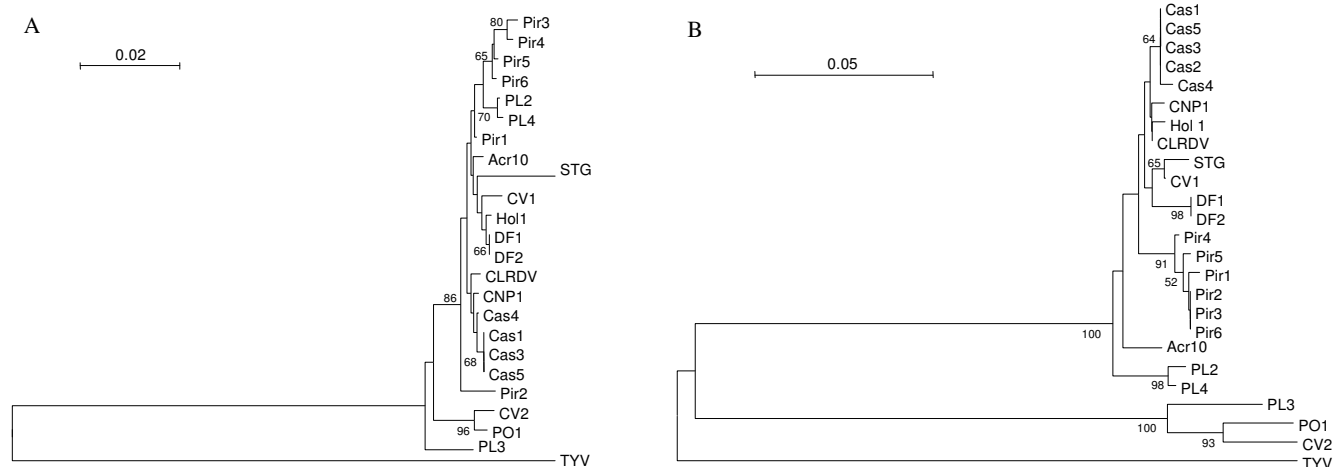 A
0.02
80
Pir3
Pir4
65
Pir5
Pir6
PL2
70
PL4
Pir1
Acr10
STG
CV1
Hol1
DF1
66
DF2
CLRDV
86
CNP1
Cas4
Cas1
Cas3
68
Cas5
Pir2
CV2
96
PO1
PL3
TYV
B
0.05
Cas1
Cas5
64
Cas3
Cas2
Cas4
CNP1
Hol 1
CLRDV
65
STG
CV1
DF1
98
DF2
Pir4
91
Pir5
52
Pir1
Pir2
Pir3
Pir6
100
Acr10
PL2
98
PL4
PL3
100
PO1
93
CV2
TYV